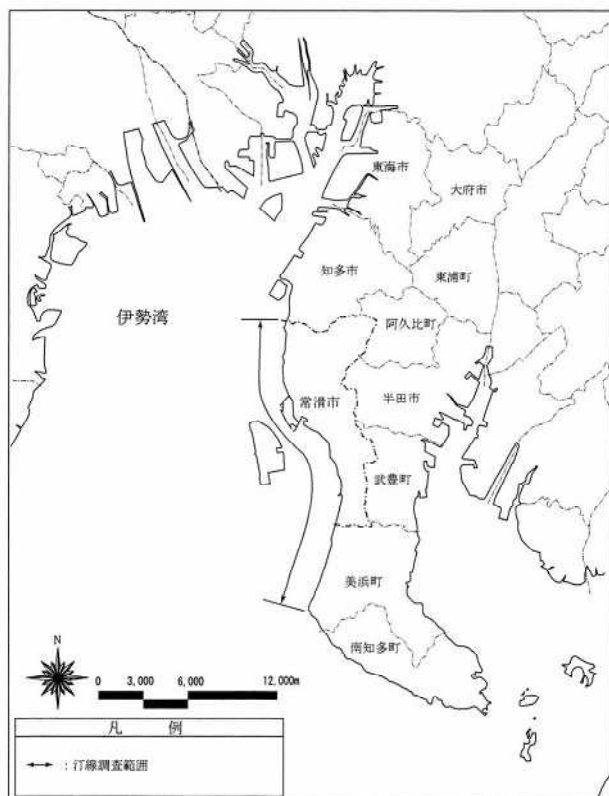 東海市
大府市
知多市
東浦町
伊勢湾
阿久比町
常滑市
半田市
武豊町
美浜町
南知多町
N
0 3,000 6,000 12,000m
凡 例
:汀線調査範囲